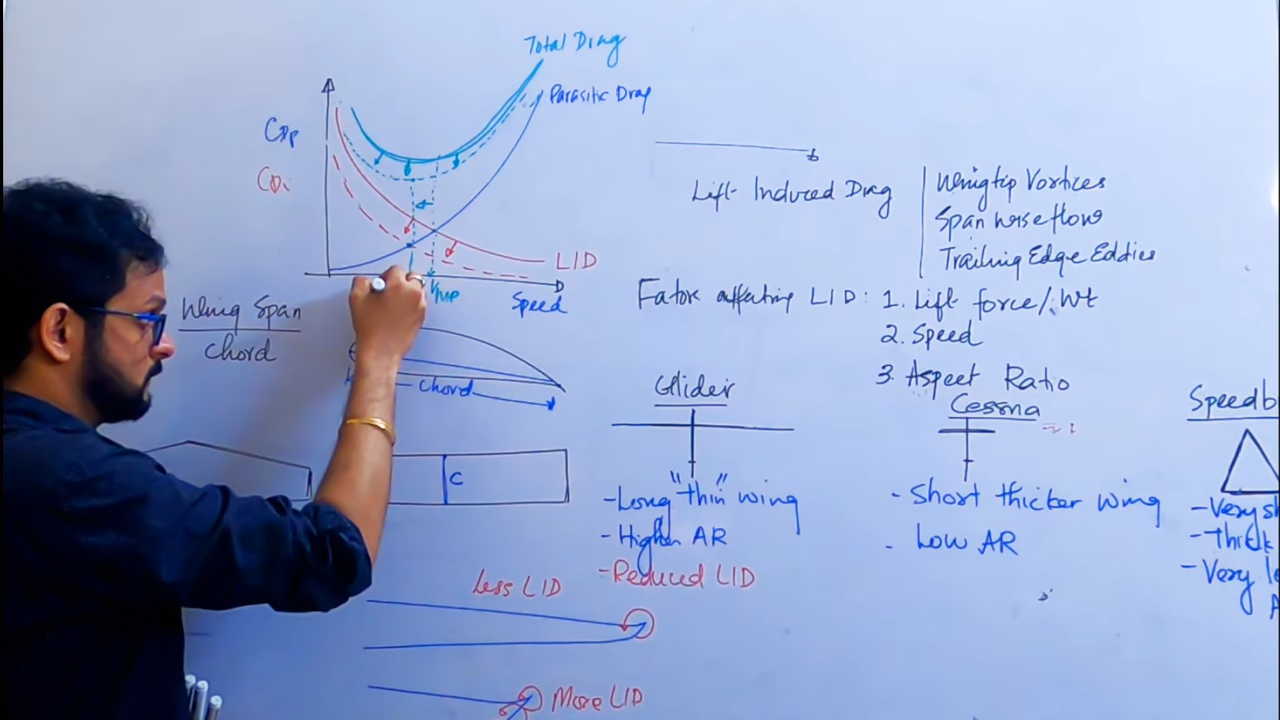 Total Drag
Parasitic Drag
CDP
CDi
LID
VMP
Speed
Lift Induced Drag
Wingtip Vortices
Spanwise flow
Trailing Edge Eddies
Fators affecting LID: 1. Lift force/. Wt
2. Speed
3. Aspect Ratio
Wing Span
Chord
Chord
C
Glider
- Long "thin" wing
- Higher AR
- Reduced LID
Cessna
- Short thicker wing
- Low AR
Speedb
- Very s
- Thick
- Very l
A
Less LID
More LID